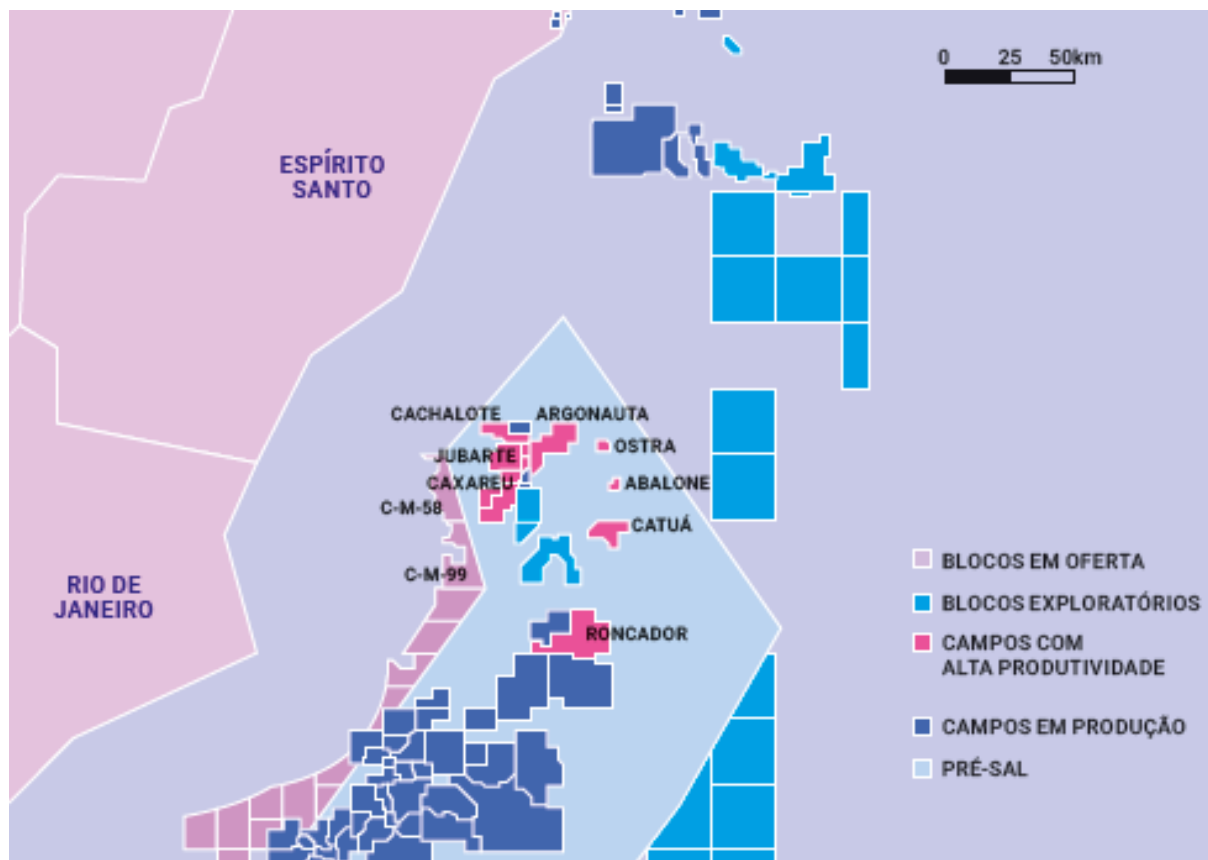 0 25 50km
ESPÍRITO
SANTO
CACHALOTE
ARGONAUTA
JUBARTE
OSTRA
CAXAREU
ABALONE
C-M-58
CATUÁ
C-M-99
RIO DE
JANEIRO
RONCADOR
BLOCOS EM OFERTA
BLOCOS EXPLORATÓRIOS
CAMPOS COM
ALTA PRODUTIVIDADE
CAMPOS EM PRODUÇÃO
PRÉ-SAL